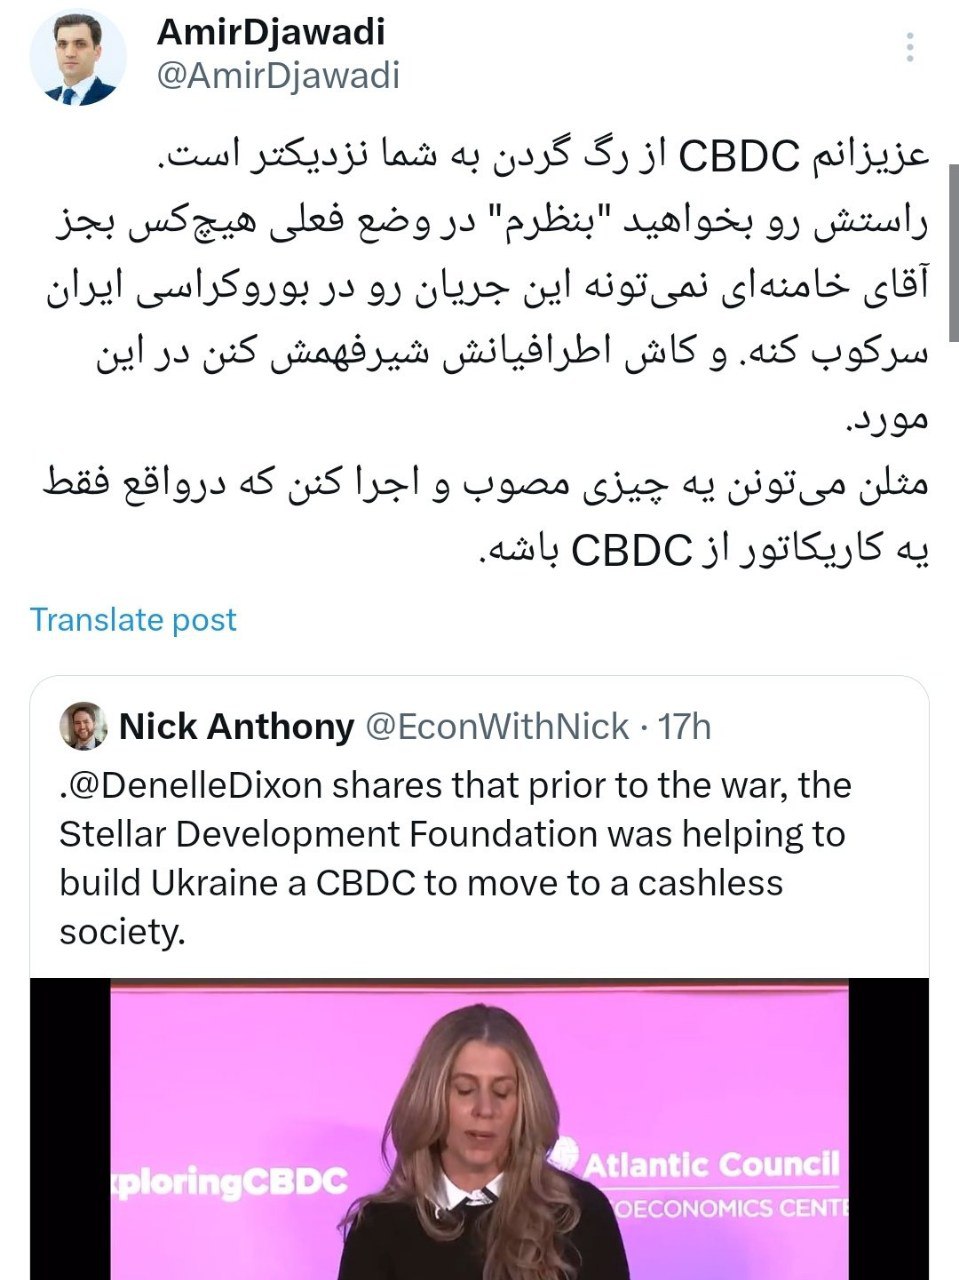 AmirDjawadi
@AmirDjawadi
عزیزانم CBDC از رگ گردن به شما نزدیکتر است.
راستش رو بخواهید "بنظرم" در وضع فعلی هیچ‌کس بجز
آقای خامنه‌ای نمی‌تونه این جریان رو در بوروکراسی ایران
سرکوب کنه. و کاش اطرافیانش شیرفهمش کنن در این
مورد.
مثلن می‌تونن یه چیزی مصوب و اجرا کنن که درواقع فقط
یه کاریکاتور از CBDC باشه.
Translate post
Nick Anthony @EconWithNick · 17h
.@DenelleDixon shares that prior to the war, the
Stellar Development Foundation was helping to
build Ukraine a CBDC to move to a cashless
society.
xploringCBDC
Atlantic Council
OECONOMICS CENTE